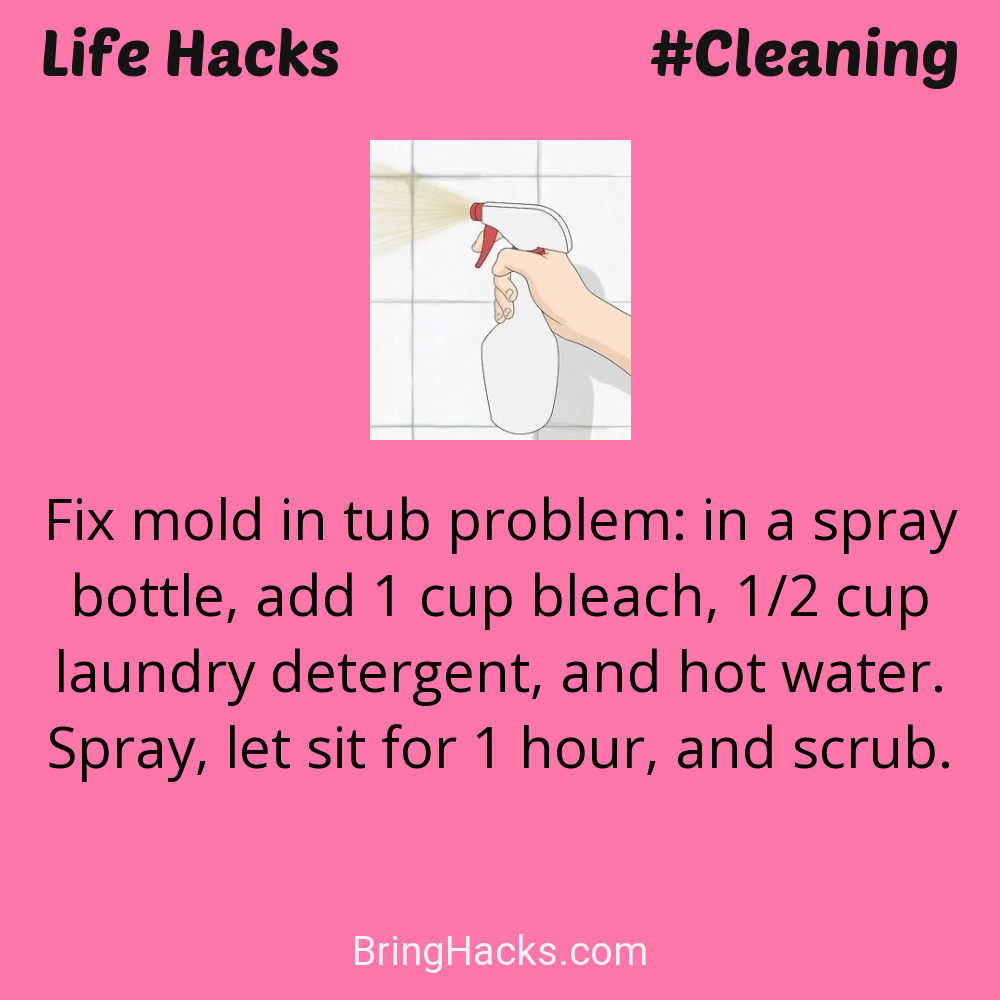 Life Hacks
#Cleaning
Fix mold in tub problem: in a spray
bottle, add 1 cup bleach, 1/2 cup
laundry detergent, and hot water.
Spray, let sit for 1 hour, and scrub.
BringHacks.com